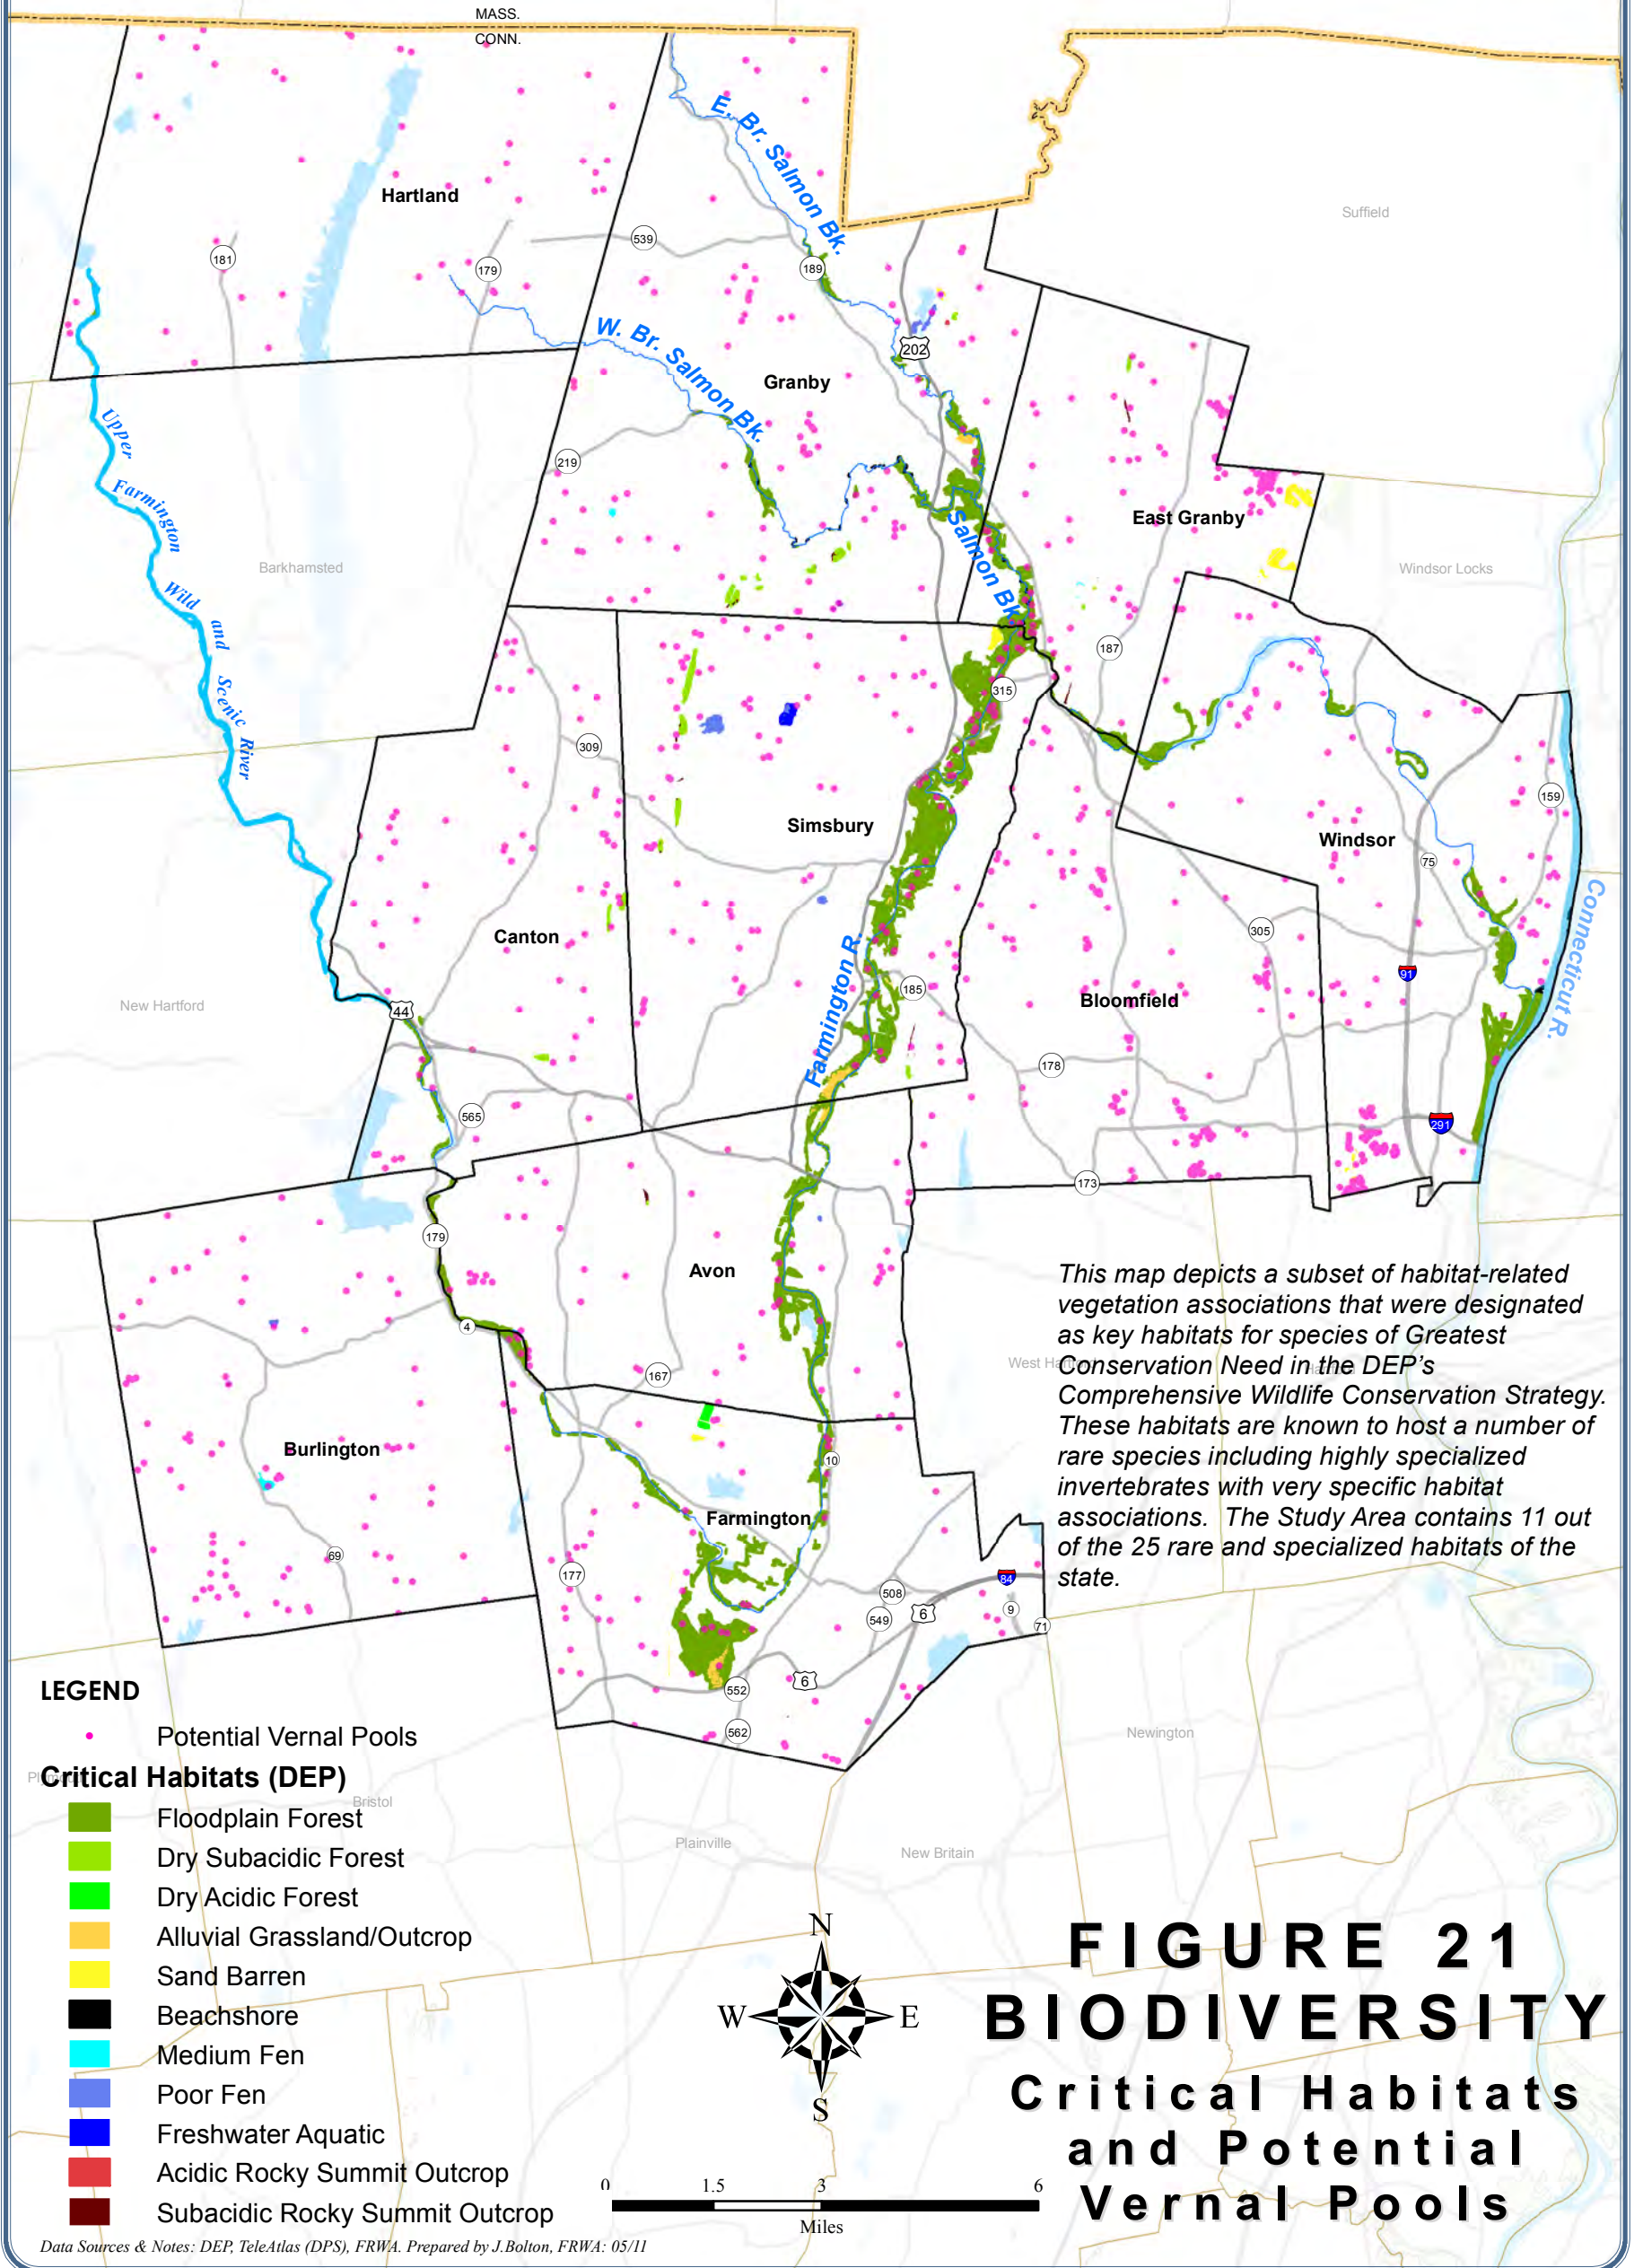 MASS.
CONN.
E. Br. Salmon Bk.
Suffield
Hartland
539
181
179
189
W. Br. Salmon Bk.
202
Granby
Upper
Farmington
Wild
and
Scenic
River
219
Salmon Bk.
East Granby
Barkhamsted
Windsor Locks
187
315
309
159
Simsbury
Windsor
75
Connecticut R.
Canton
305
Farmington R.
91
185
New Hartford
Bloomfield
44
178
565
291
173
179
Avon
4
167
This map depicts a subset of habitat-related
vegetation associations that were designated
as key habitats for species of Greatest
Conservation Need in the DEP's
Comprehensive Wildlife Conservation Strategy.
These habitats are known to host a number of
rare species including highly specialized
invertebrates with very specific habitat
associations. The Study Area contains 11 out
of the 25 rare and specialized habitats of the
state.
Burlington
10
Farmington
69
177
84
508
549
6
9
71
6
552
562
Newington
Bristol
Plainville
New Britain
LEGEND
Potential Vernal Pools
Critical Habitats (DEP)
Floodplain Forest
Dry Subacidic Forest
Dry Acidic Forest
Alluvial Grassland/Outcrop
Sand Barren
Beachshore
Medium Fen
Poor Fen
Freshwater Aquatic
Acidic Rocky Summit Outcrop
Subacidic Rocky Summit Outcrop
N
W E
S
0 1.5 3 6
Miles
FIGURE 21
BIODIVERSITY
Critical Habitats
and Potential
Vernal Pools
Data Sources & Notes: DEP, TeleAtlas (DPS), FRWA. Prepared by J.Bolton, FRWA: 05/11